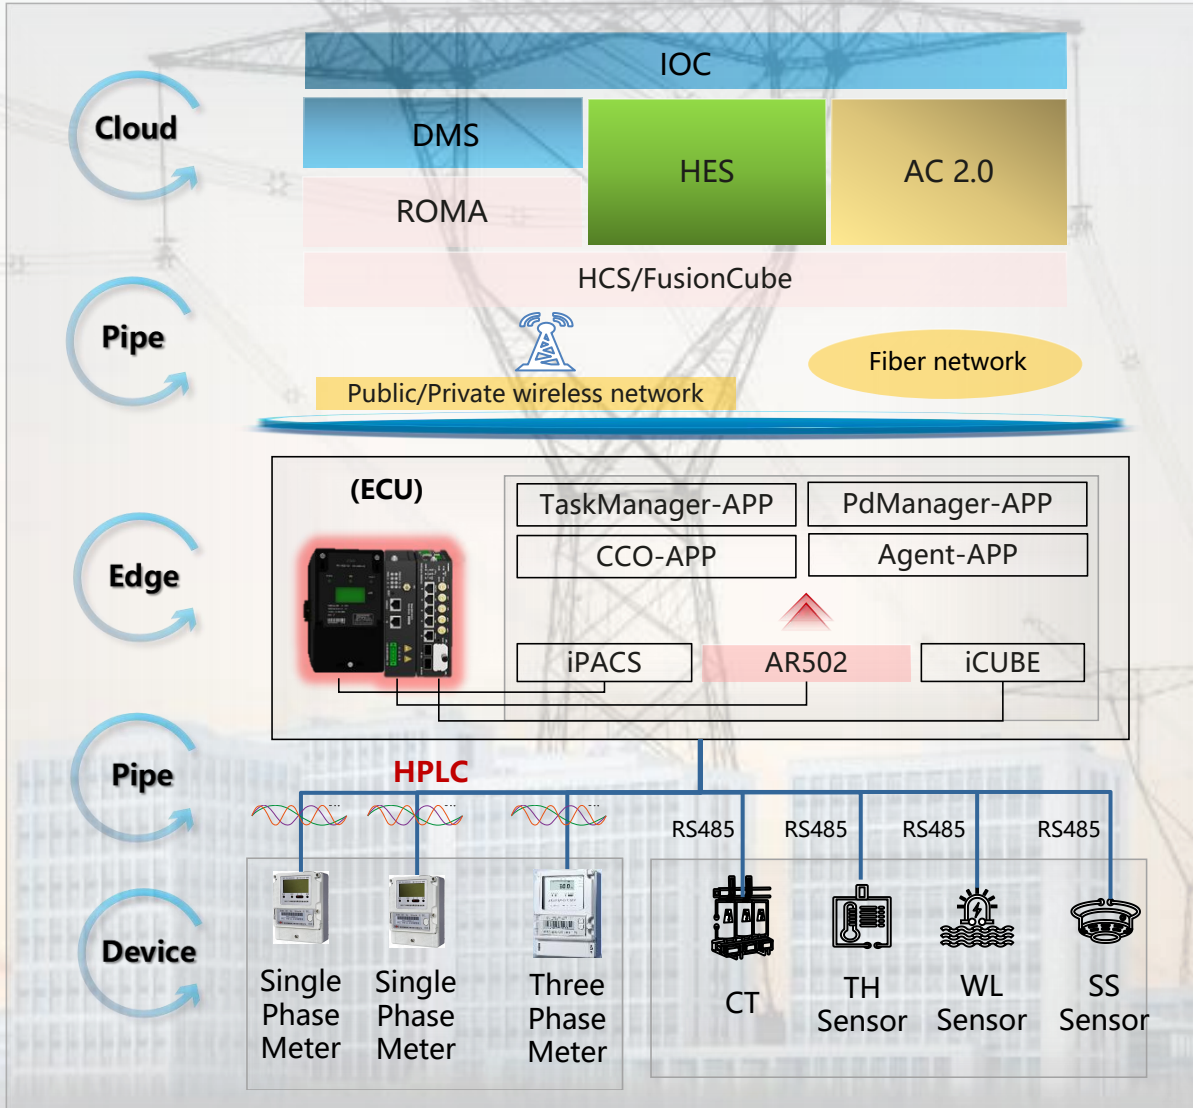 IOC
Cloud
DMS
HES
AC 2.0
ROMA
HCS/FusionCube
Pipe
Fiber network
Public/Private wireless network
(ECU)
TaskManager-APP
PdManager-APP
CCO-APP
Agent-APP
Edge
iPACS
AR502
iCUBE
Pipe
HPLC
RS485
RS485
RS485
RS485
Device
Single
Phase
Meter
Single
Phase
Meter
Three
Phase
Meter
CT
TH
Sensor
WL
Sensor
SS
Sensor